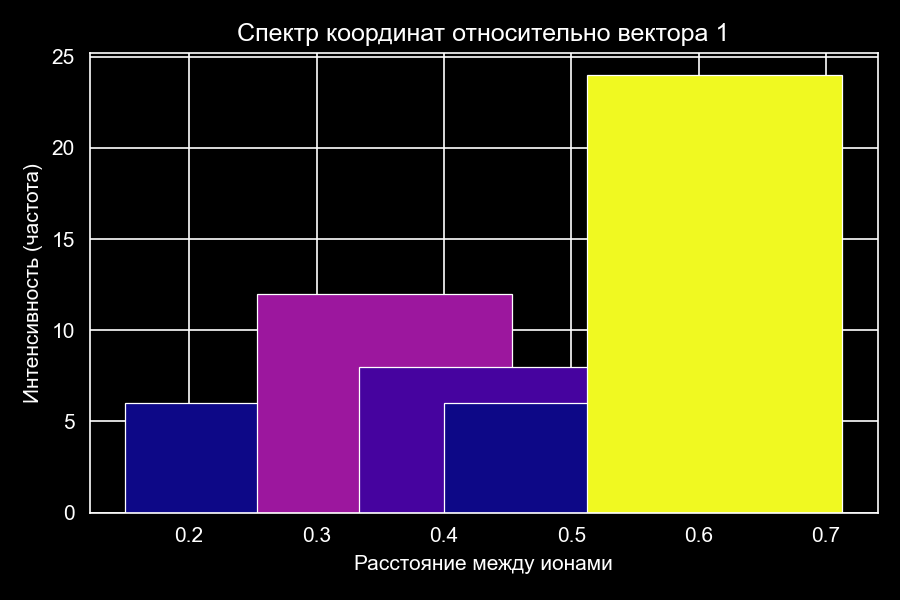 Спектр координат относительно вектора 1
Интенсивность (частота)
25
20
15
10
5
0
0.2 0.3 0.4 0.5 0.6 0.7
Расстояние между ионами